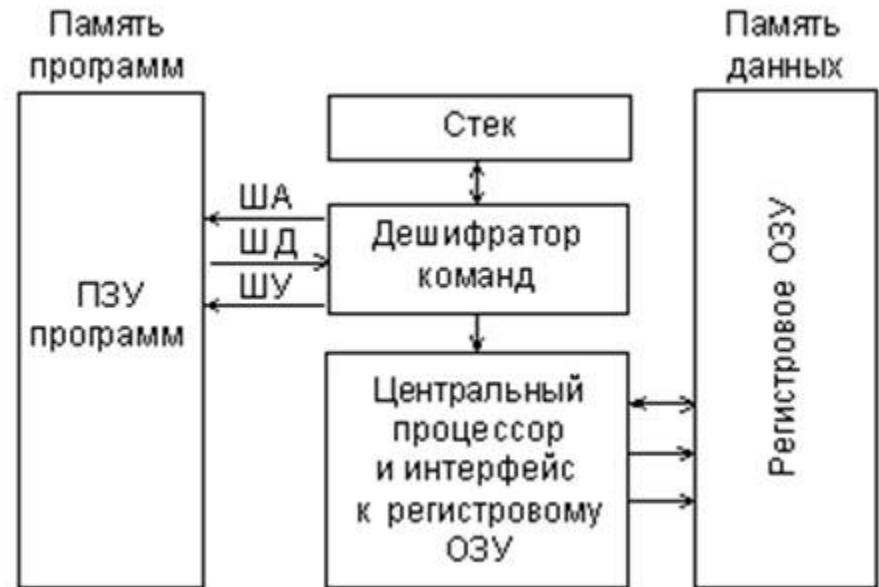 Память
программ
Память
данных
Стек
ША
ШД
ШУ
Дешифратор
команд
ПЗУ
программ
Центральный
процессор
и интерфейс
к регистровому
ОЗУ
Регистровое ОЗУ